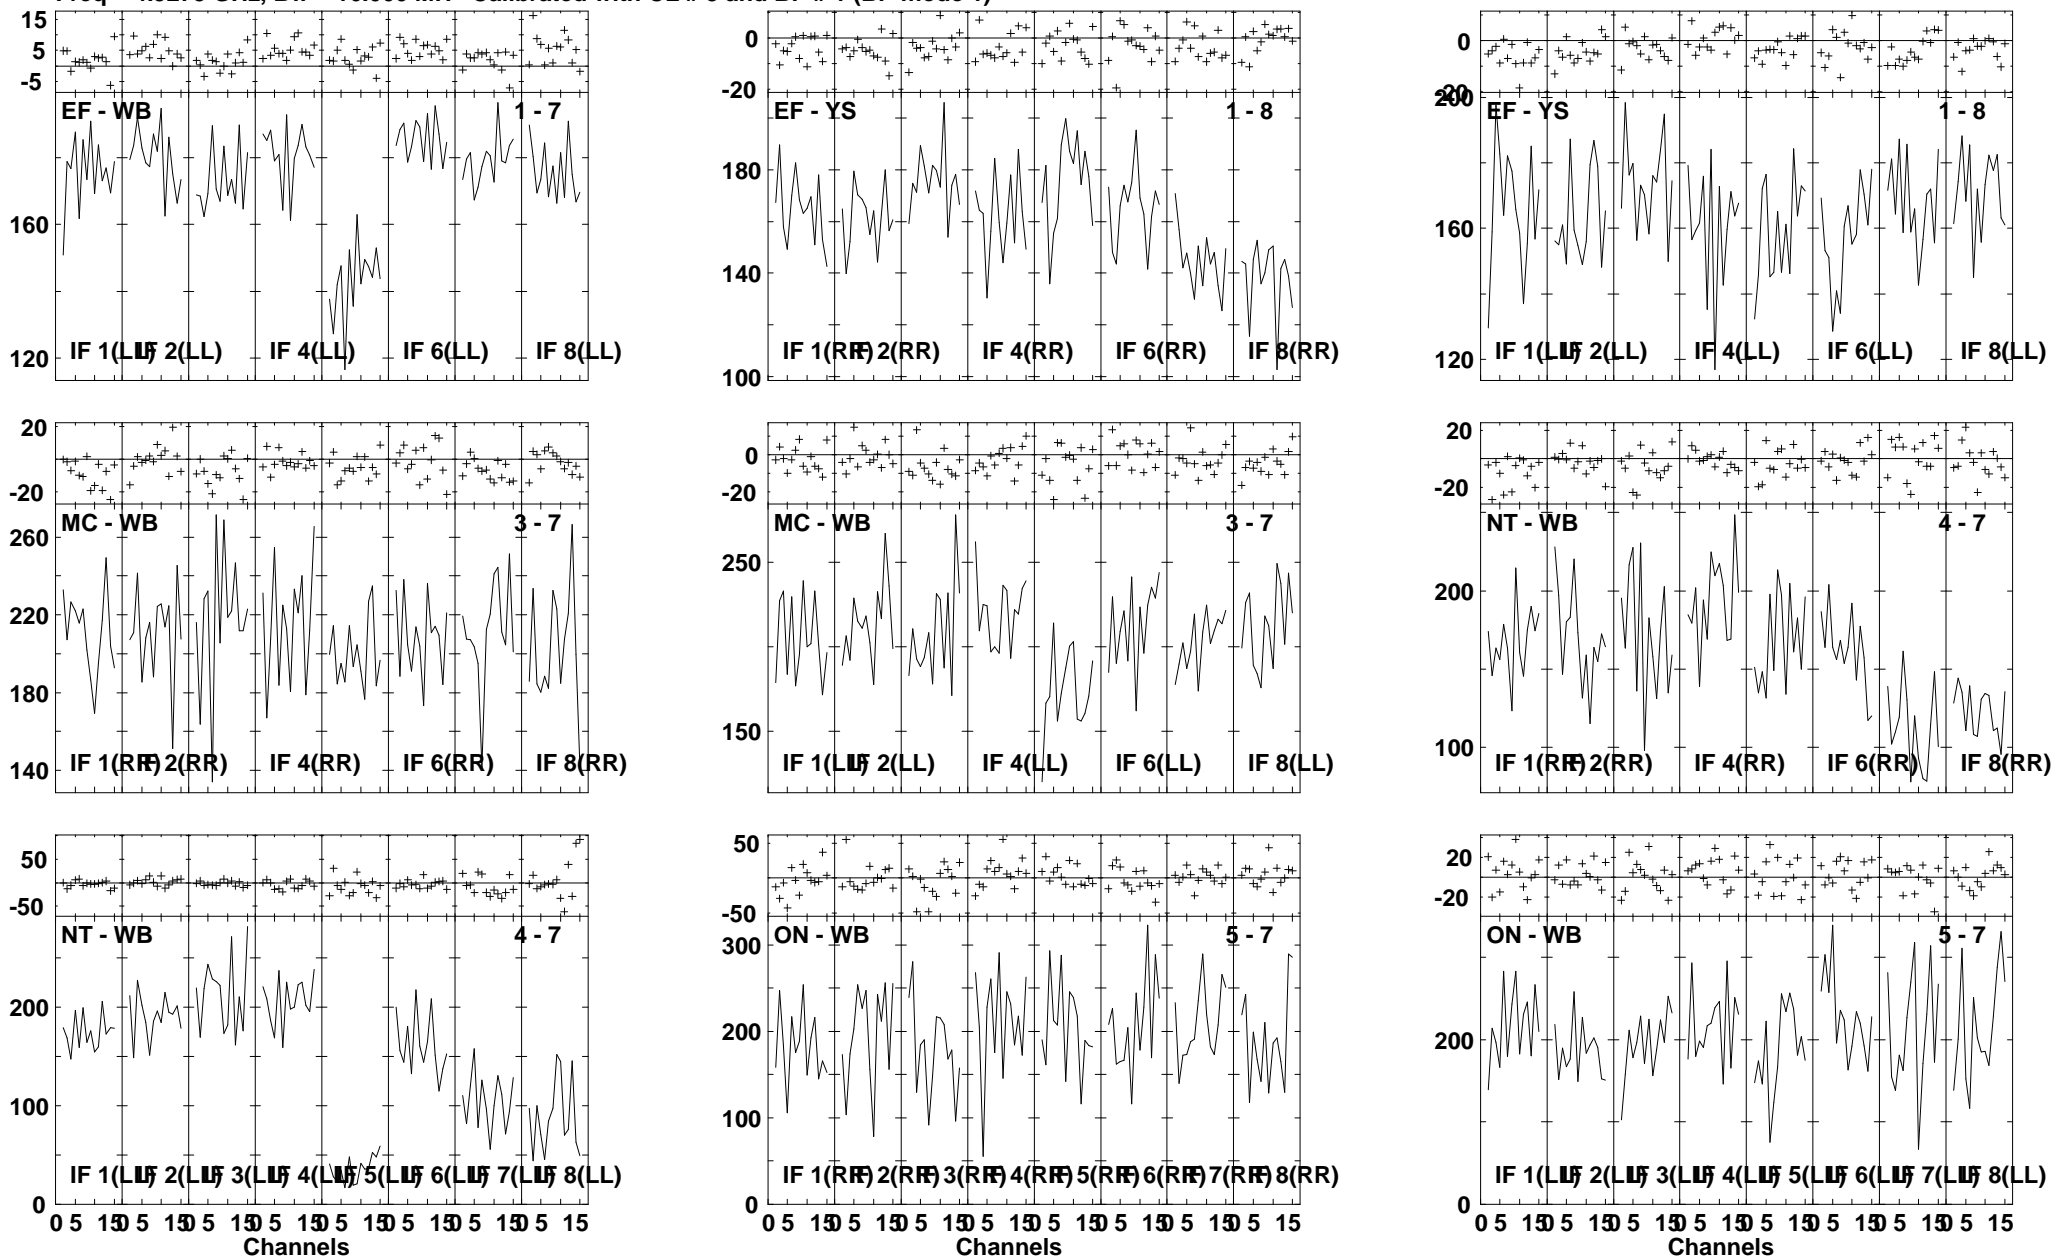 15
5
-5
EF - WB 1 - 7
160
120
IF 1(LL) IF 2(LL) IF 4(LL) IF 6(LL) IF 8(LL)
0
-20
EF - YS 1 - 8
180
140
100
IF 1(RR) IF 2(RR) IF 4(RR) IF 6(RR) IF 8(RR)
0
-20
200
EF - YS 1 - 8
160
120
IF 1(LL) IF 2(LL) IF 4(LL) IF 6(LL) IF 8(LL)
20
0
-20
MC - WB 3 - 7
260
220
180
140
IF 1(RR) IF 2(RR) IF 4(RR) IF 6(RR) IF 8(RR)
0
-20
MC - WB 3 - 7
250
150
IF 1(LL) IF 2(LL) IF 4(LL) IF 6(LL) IF 8(LL)
20
0
-20
NT - WB 4 - 7
200
100
IF 1(RR) IF 2(RR) IF 4(RR) IF 6(RR) IF 8(RR)
50
0
-50
NT - WB 4 - 7
200
100
0
IF 1(LL) IF 2(LL) IF 3(LL) IF 4(LL) IF 5(LL) IF 6(LL) IF 7(LL) IF 8(LL)
0 5 15 0 5 15
Channels
50
0
-50
ON - WB 5 - 7
300
200
100
0
IF 1(RR) IF 2(RR) IF 3(RR) IF 4(RR) IF 5(RR) IF 6(RR) IF 7(RR) IF 8(RR)
0 5 15 0 5 15 0 5 15 0 5 15 0 5 15 0 5 15 0 5 15 0 5 15
Channels
20
0
-20
ON - WB 5 - 7
200
0
IF 1(LL) IF 2(LL) IF 3(LL) IF 4(LL) IF 5(LL) IF 6(LL) IF 7(LL) IF 8(LL)
0 5 15 0 5 15 0 5 15 0 5 15 0 5 15 0 5 15 0 5 15 0 5 15
Channels